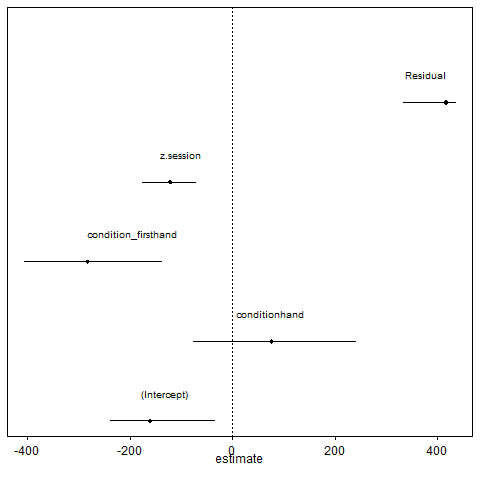 Residual
z.session
condition_firsthand
conditionhand
(Intercept)
-400 -200 0 200 400
estimate